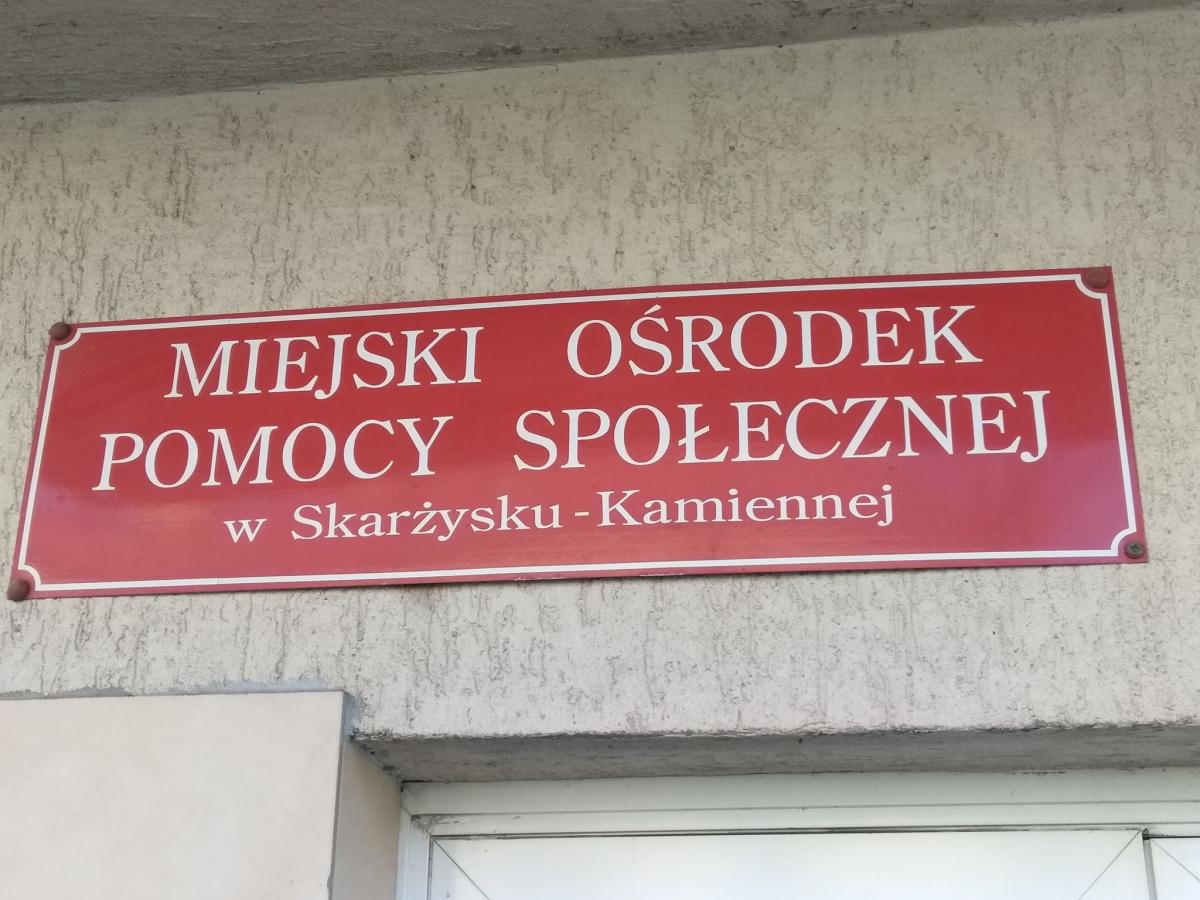 MIEJSKI OŚRODEK
POMOCY SPOŁECZNEJ
w Skarżysku-Kamiennej